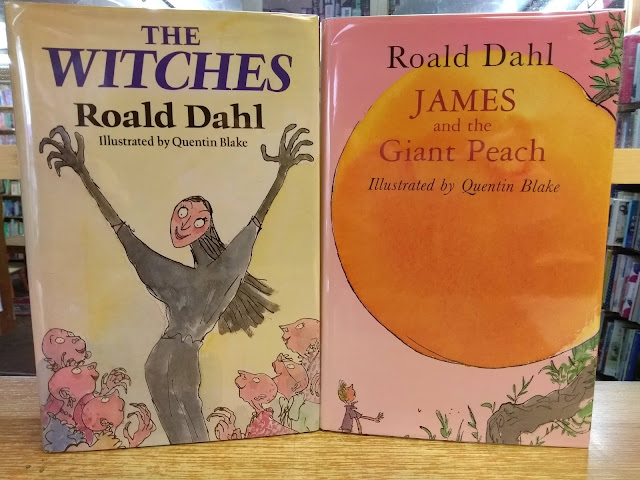 THE
WITCHES
Roald Dahl
Illustrated by Quentin Blake
Roald Dahl
JAMES
and the
Giant Peach
Illustrated by Quentin Blake